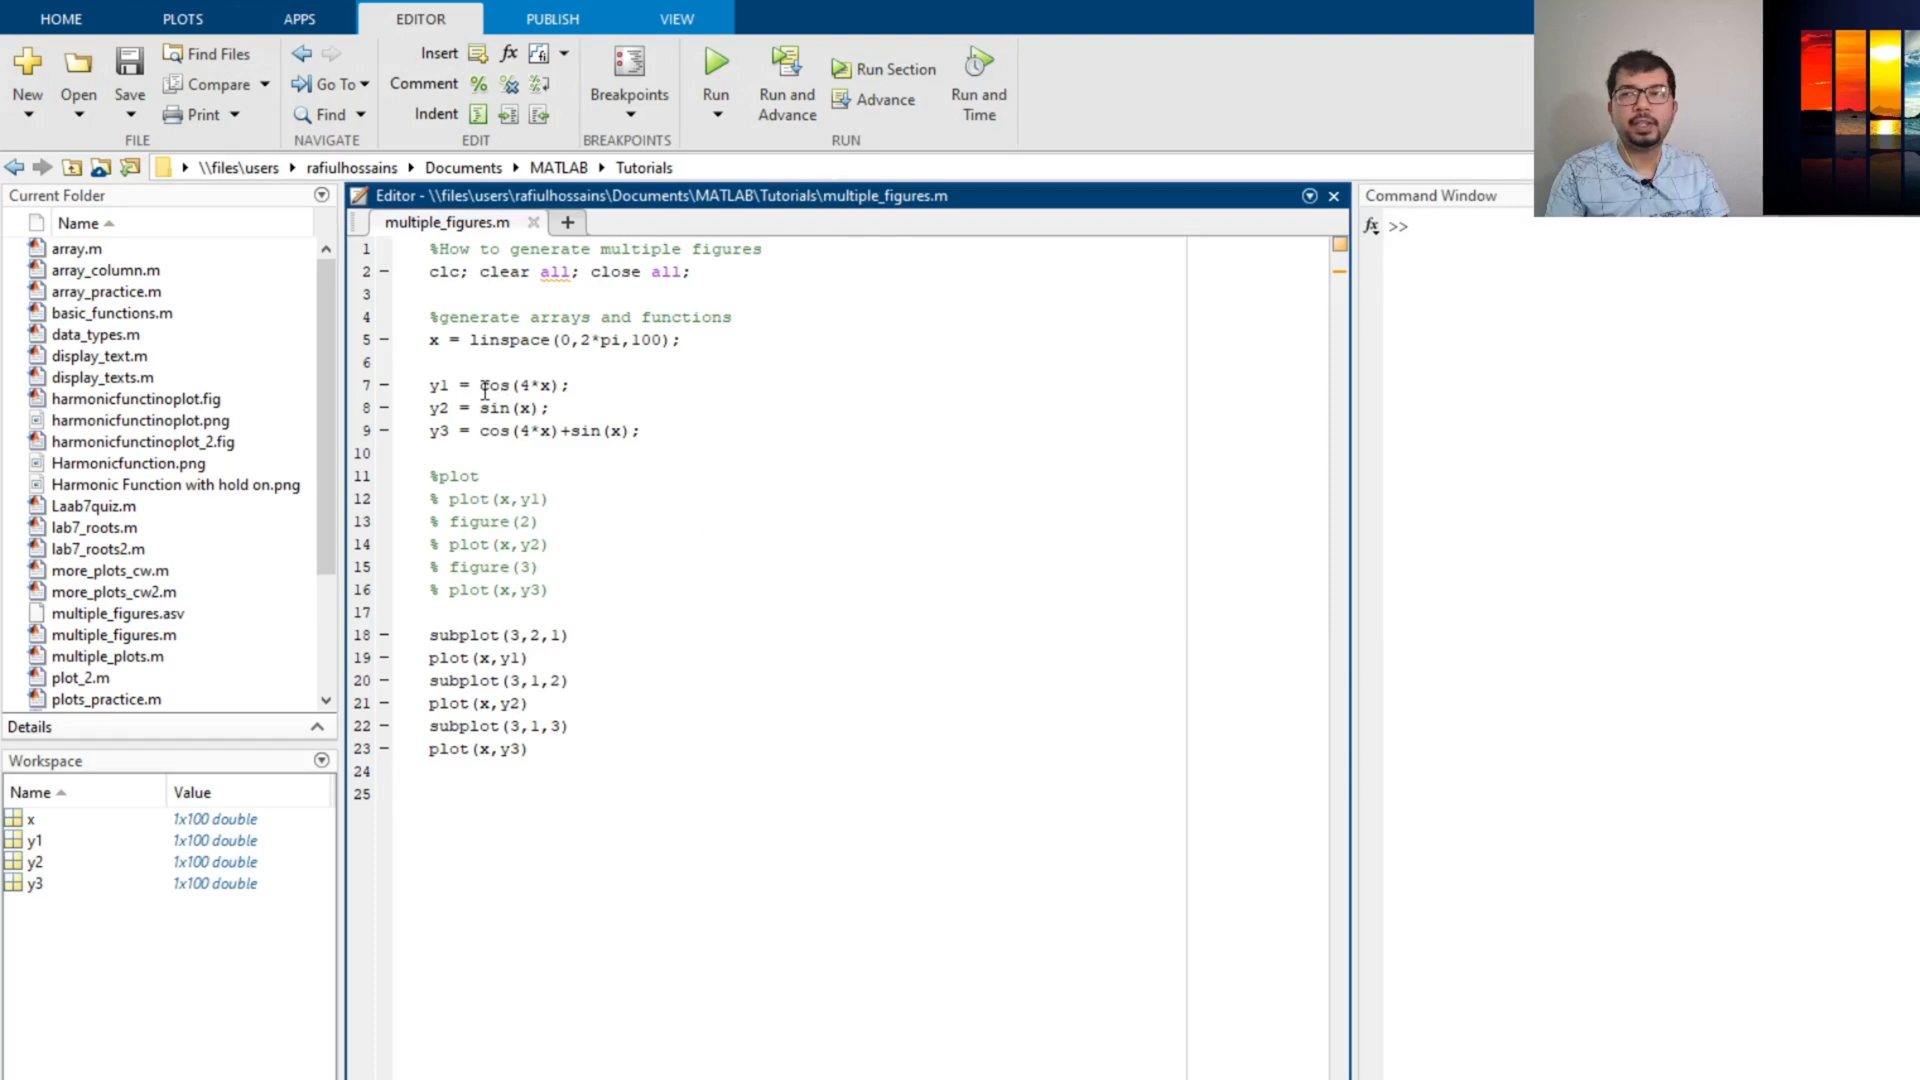 HOME PLOTS APPS EDITOR PUBLISH VIEW
New Open Save Find Files Compare Print
FILE
Go To Find
NAVIGATE
Insert fx
Comment
Indent
EDIT
Breakpoints
BREAKPOINTS
Run
Run and Advance
Run Section
Advance
Run and Time
RUN
\\files\users rafiulhossains Documents MATLAB Tutorials
Current Folder
Name
array.m
array_column.m
array_practice.m
basic_functions.m
data_types.m
display_text.m
display_texts.m
harmonicfunctinoplot.fig
harmonicfunctinoplot.png
harmonicfunctinoplot_2.fig
Harmonicfunction.png
Harmonic Function with hold on.png
Laab7quiz.m
lab7_roots.m
lab7_roots2.m
more_plots_cw.m
more_plots_cw2.m
multiple_figures.asv
multiple_figures.m
multiple_plots.m
plot_2.m
plots_practice.m
Details
Workspace
Name Value
x 1x100 double
y1 1x100 double
y2 1x100 double
y3 1x100 double
Editor - \\files\users\rafiulhossains\Documents\MATLAB\Tutorials\multiple_figures.m
multiple_figures.m
1 %How to generate multiple figures
2 clc; clear all; close all;
3
4 %generate arrays and functions
5 x = linspace(0,2*pi,100);
6
7 y1 = cos(4*x);
8 y2 = sin(x);
9 y3 = cos(4*x)+sin(x);
10
11 %plot
12 % plot(x,y1)
13 % figure(2)
14 % plot(x,y2)
15 % figure(3)
16 % plot(x,y3)
17
18 subplot(3,2,1)
19 plot(x,y1)
20 subplot(3,1,2)
21 plot(x,y2)
22 subplot(3,1,3)
23 plot(x,y3)
24
25
Command Window
fx >>